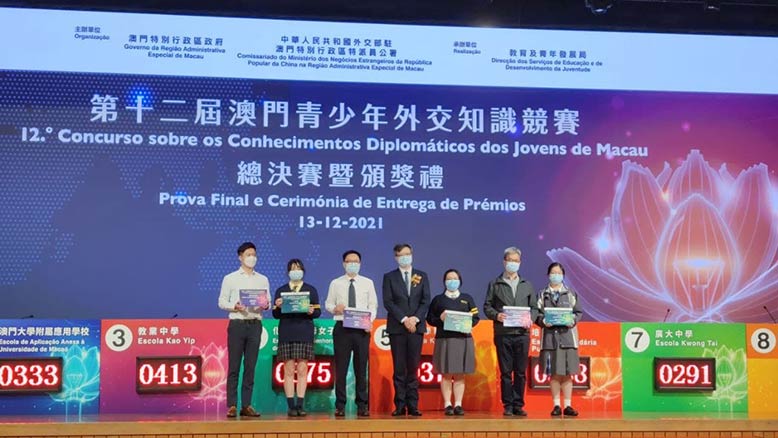 主辦單位
Organização
澳門特別行政區政府
Governo da Região Administrativa
Especial de Macau
中華人民共和國外交部駐
澳門特別行政區特派員公署
Comissariado do Ministério dos Negócios Estrangeiros da República
Popular da China na Região Administrativa Especial de Macau
承辦單位
Realização
教育及青年發展局
Direcção dos Serviços de Educação e de
Desenvolvimento da Juventude
第十二屆澳門青少年外交知識競賽
12.º Concurso sobre os Conhecimentos Diplomáticos dos Jovens de Macau
總決賽暨頒獎禮
Prova Final e Cerimónia de Entrega de Prémios
13-12-2021
澳門大學附屬應用學校
Escola de Aplicação Anexa à
Universidade de Macau
0333
3
教業中學
Escola Kao Yip
0413
5
7
廣大中學
Escola Kwong Tai
0291
8